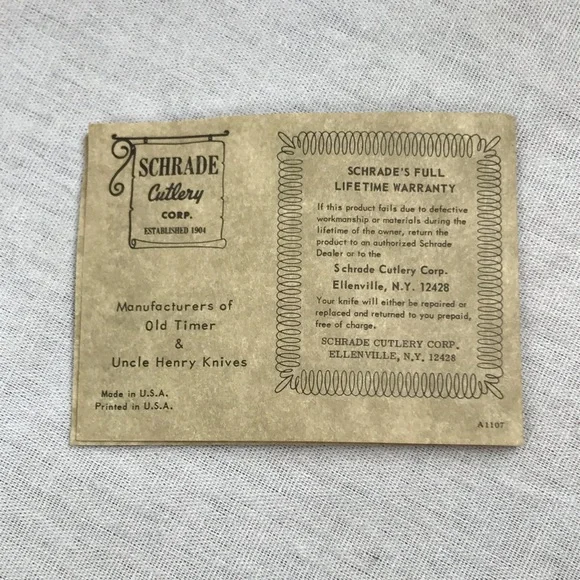 SCHRADE
Cutlery
CORP.
ESTABLISHED 1904
Manufacturers of
Old Timer
&
Uncle Henry Knives
Made in U.S.A.
Printed in U.S.A.
SCHRADE'S FULL
LIFETIME WARRANTY
If this product fails due to defective
workmanship or materials during the
lifetime of the owner, return the
product to an authorized Schrade
Dealer or to the
Schrade Cutlery Corp.
Ellenville, N.Y. 12428
Your knife will either be repaired or
replaced and returned to you prepaid,
free of charge.
SCHRADE CUTLERY CORP.
ELLENVILLE, N.Y. 12428
A1107